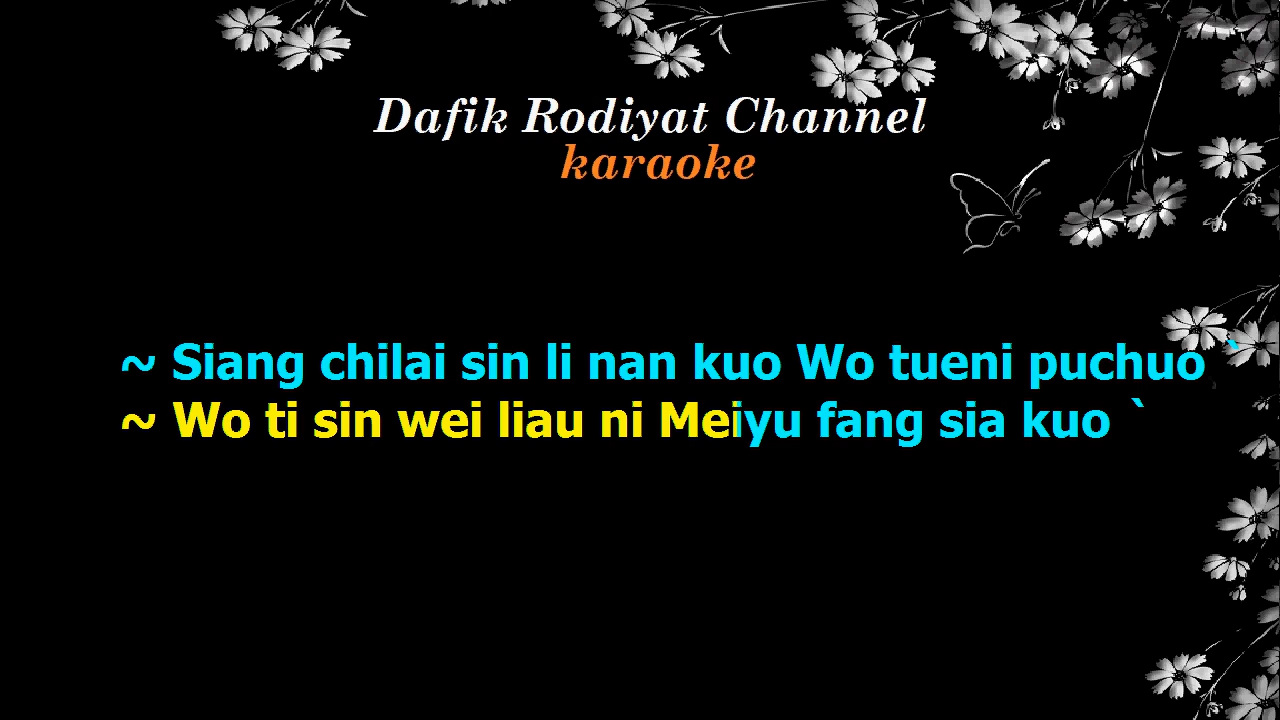 Dafik Rodiyat Channel
karaoke
~ Siang chilai sin li nan kuo Wo tueni puchuo `
~ Wo ti sin wei liau ni Meiyu fang sia kuo `